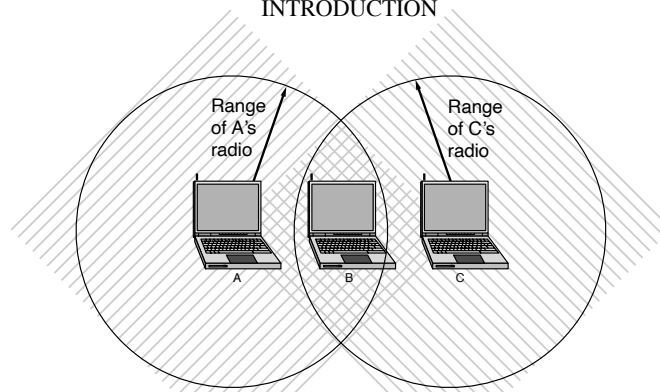 INTRODUCTION
Range
of A's
radio
Range
of C's
radio
A
B
C